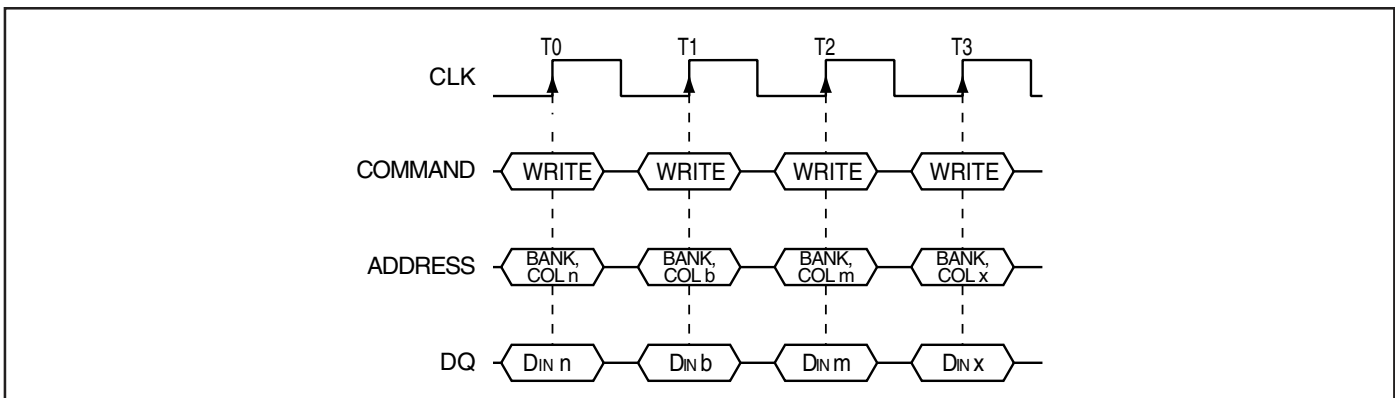 T0 T1 T2 T3
CLK
COMMAND WRITE WRITE WRITE WRITE
ADDRESS BANK, COL n BANK, COL b BANK, COL m BANK, COL x
DQ DIN n DIN b DIN m DIN x